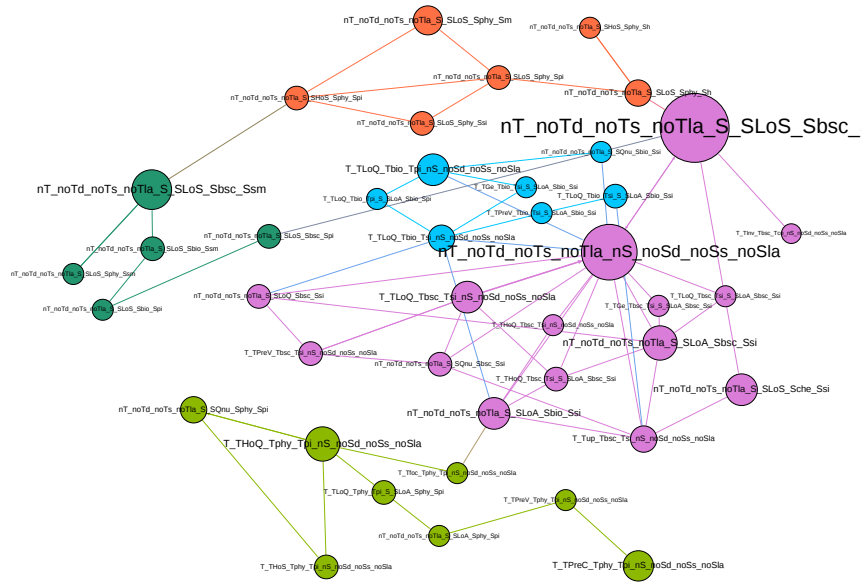 nT_noTd_noTs_noTla_S_SLoS_Sphy_Sm
nT_noTd_noTs_noTla_S_SHoS_Sphy_Sh
nT_noTd_noTs_noTla_S_SLoS_Sphy_Spi
nT_noTd_noTs_noTla_S_SLoS_Sphy_Sh
nT_noTd_noTs_noTla_S_SHoS_Sphy_Spi
nT_noTd_noTs_noTla_S_SLoS_Sphy_Ssi
nT_noTd_noTs_noTla_S_SLoS_Sbsc_
nT_noTd_noTs_noTla_S_SQnu_Sbio_Ssi
T_TLoQ_Tbio_Tpi_nS_noSd_noSs_noSla
nT_noTd_noTs_noTla_S_SLoS_Sbsc_Ssm
T_TGe_Tbio_Tsi_S_SLoA_Sbio_Ssi
T_TLoQ_Tbio_Tpi_S_SLoA_Sbio_Spi
T_TLoQ_Tbio_Tsi_S_SLoA_Sbio_Ssi
T_TPreV_Tbio_Tsi_S_SLoA_Sbio_Ssi
T_TInv_Tbsc_Tsi_nS_noSd_noSs_noSla
nT_noTd_noTs_noTla_S_SLoS_Sbsc_Spi
T_TLoQ_Tbio_Tsi_nS_noSd_noSs_noSla
nT_noTd_noTs_noTla_S_SLoS_Sbio_Ssm
nT_noTd_noTs_noTla_nS_noSd_noSs_noSla
nT_noTd_noTs_noTla_S_SLoS_Sphy_Ssm
nT_noTd_noTs_noTla_S_SLoQ_Sbsc_Ssi
T_TLoQ_Tbsc_Tsi_nS_noSd_noSs_noSla
T_TLoQ_Tbsc_Tsi_S_SLoA_Sbsc_Ssi
T_TGe_Tbsc_Tsi_S_SLoA_Sbsc_Ssi
nT_noTd_noTs_noTla_S_SLoS_Sbio_Spi
T_THoQ_Tbsc_Tsi_nS_noSd_noSs_noSla
nT_noTd_noTs_noTla_S_SLoA_Sbsc_Ssi
T_TPreV_Tbsc_Tsi_nS_noSd_noSs_noSla
nT_noTd_noTs_noTla_S_SQnu_Sbsc_Ssi
T_THoQ_Tbsc_Tsi_S_SLoA_Sbsc_Ssi
nT_noTd_noTs_noTla_S_SLoS_Sche_Ssi
nT_noTd_noTs_noTla_S_SQnu_Sphy_Spi
nT_noTd_noTs_noTla_S_SLoA_Sbio_Ssi
T_Tup_Tbsc_Tsi_nS_noSd_noSs_noSla
T_THoQ_Tphy_Tpi_nS_noSd_noSs_noSla
T_Tfoc_Tphy_Tpi_nS_noSd_noSs_noSla
T_TLoQ_Tphy_Tpi_S_SLoA_Sphy_Spi
T_TPreV_Tphy_Tpi_nS_noSd_noSs_noSla
nT_noTd_noTs_noTla_S_SLoA_Sphy_Spi
T_THoS_Tphy_Tpi_nS_noSd_noSs_noSla
T_TPreC_Tphy_Tpi_nS_noSd_noSs_noSla